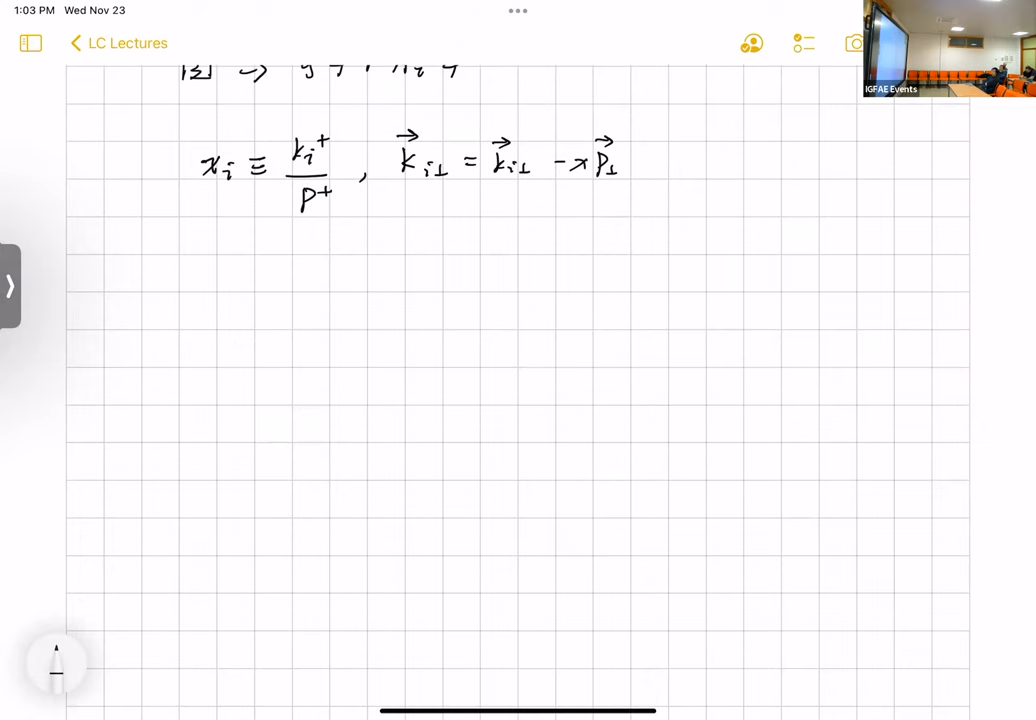 1:03 PM Wed Nov 23
LC Lectures
IGFAE Events
x_i ≡ k_i^+ / P^+ , \vec{k}_{i⊥} = \vec{k}_{i⊥} − x \vec{P}_⊥